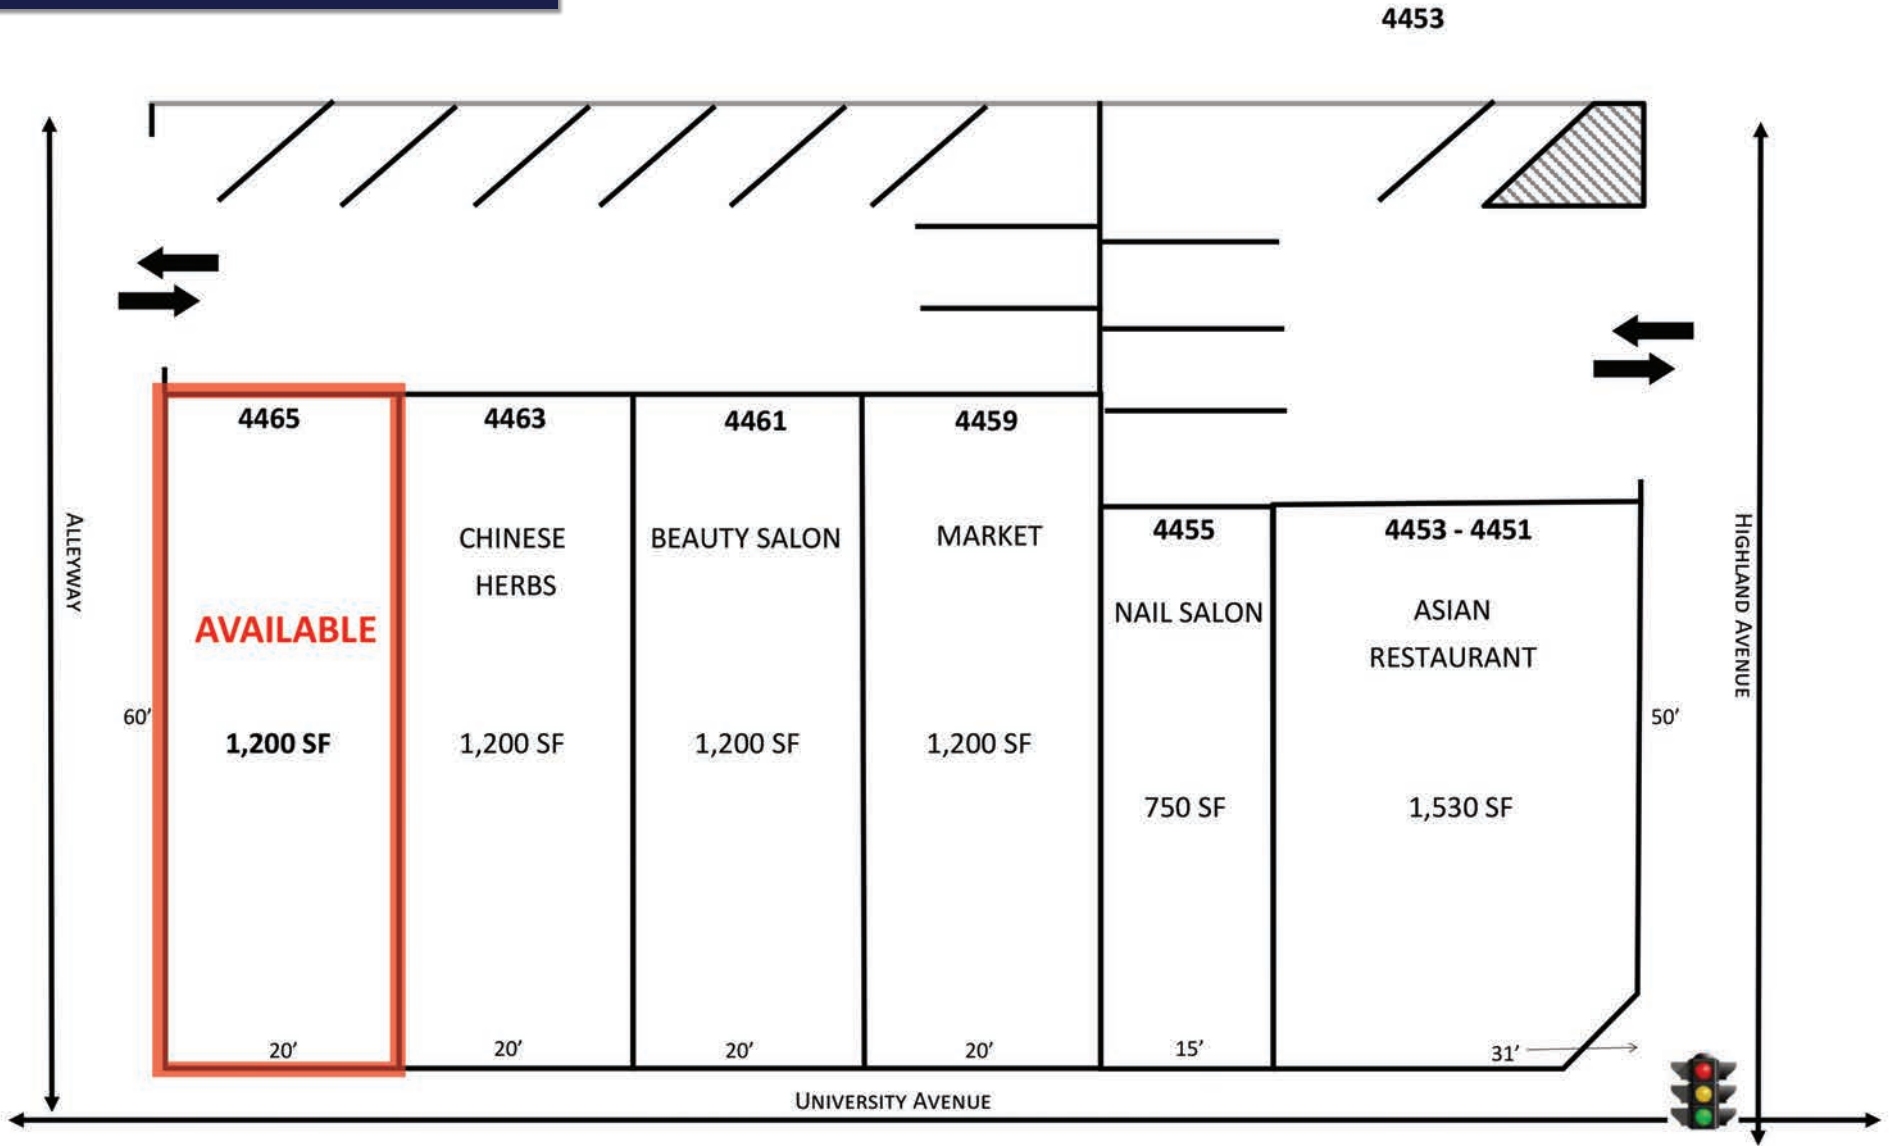 4453
4465
4463
4461
4459
CHINESE
HERBS
BEAUTY SALON
MARKET
4455
4453 - 4451
NAIL SALON
ASIAN
RESTAURANT
AVAILABLE
ALLEYWAY
HIGHLAND AVENUE
60’
50’
1,200 SF
1,200 SF
1,200 SF
1,200 SF
750 SF
1,530 SF
20’
20’
20’
20’
15’
31’
UNIVERSITY AVENUE